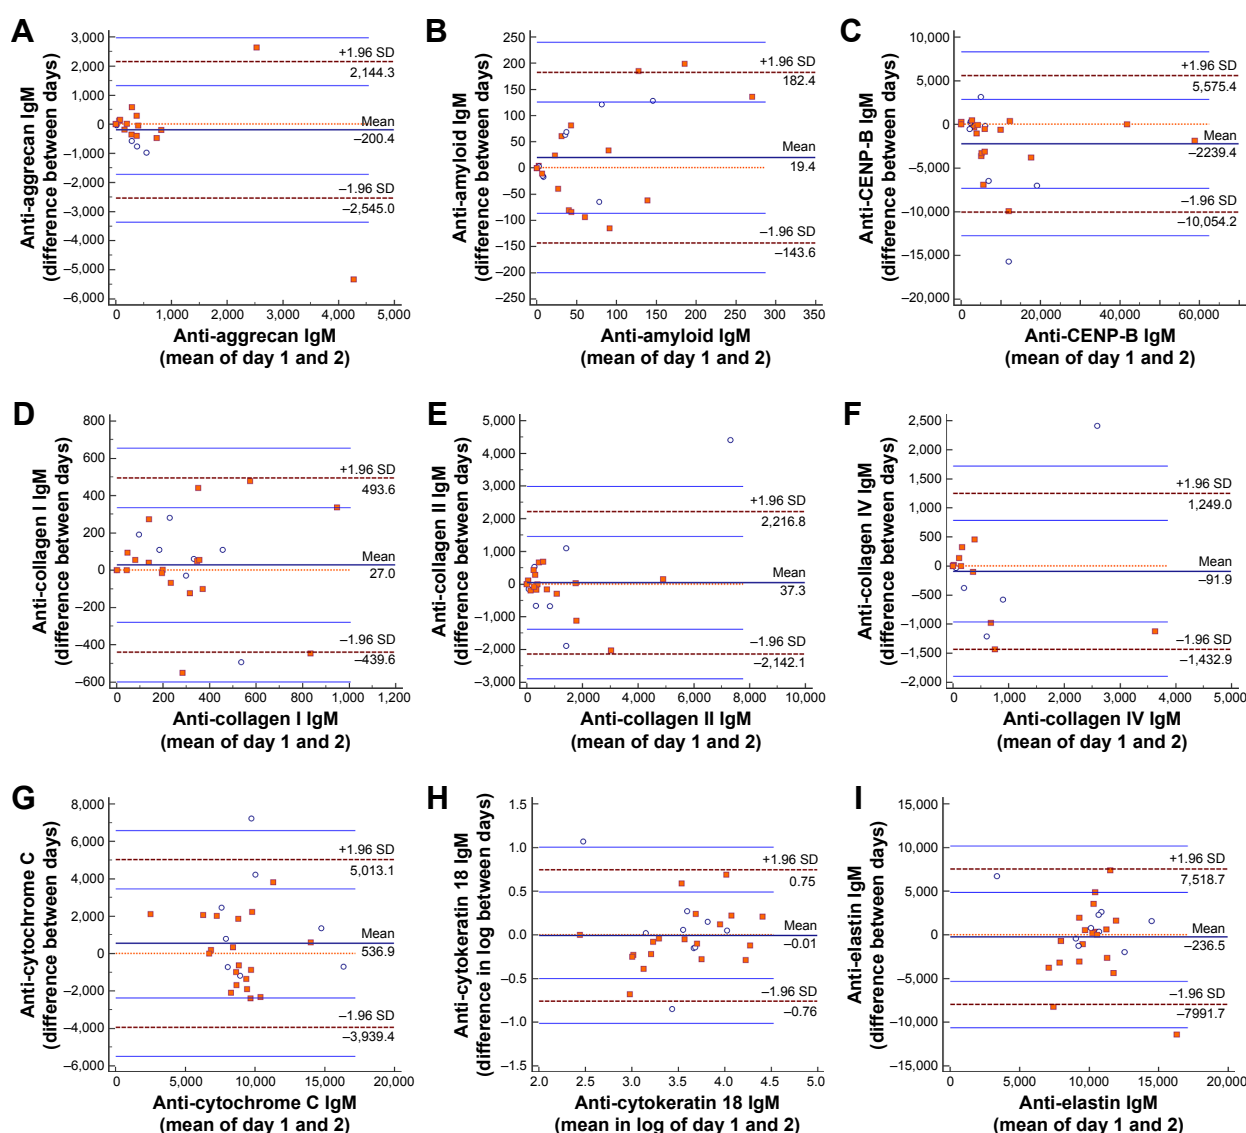 A
Anti-aggrecan IgM
(difference between days)
3,000
2,000
1,000
0
–1,000
–2,000
–3,000
–4,000
–5,000
–6,000
+1.96 SD
2,144.3
Mean
–200.4
–1.96 SD
–2,545.0
0 1,000 2,000 3,000 4,000 5,000
Anti-aggrecan IgM
(mean of day 1 and 2)
B
Anti-amyloid IgM
(difference between days)
250
200
150
100
50
0
–50
–100
–150
–200
–250
+1.96 SD
182.4
Mean
19.4
–1.96 SD
–143.6
0 50 100 150 200 250 300 350
Anti-amyloid IgM
(mean of day 1 and 2)
C
Anti-CENP-B IgM
(difference between days)
10,000
5,000
0
–5,000
–10,000
–15,000
–20,000
+1.96 SD
5,575.4
Mean
–2239.4
–1.96 SD
–10,054.2
0 20,000 40,000 60,000
Anti-CENP-B IgM
(mean of day 1 and 2)
D
Anti-collagen I IgM
(difference between days)
800
600
400
200
0
–200
–400
–600
+1.96 SD
493.6
Mean
27.0
–1.96 SD
–439.6
0 200 400 600 800 1,000 1,200
Anti-collagen I IgM
(mean of day 1 and 2)
E
Anti-collagen II IgM
(difference between days)
5,000
4,000
3,000
2,000
1,000
0
–1,000
–2,000
–3,000
+1.96 SD
2,216.8
Mean
37.3
–1.96 SD
–2,142.1
0 2,000 4,000 6,000 8,000 10,000
Anti-collagen II IgM
(mean of day 1 and 2)
F
Anti-collagen IV IgM
(difference between days)
2,500
2,000
1,500
1,000
500
0
–500
–1,000
–1,500
–2,000
+1.96 SD
1,249.0
Mean
–91.9
–1.96 SD
–1,432.9
0 1,000 2,000 3,000 4,000 5,000
Anti-collagen IV IgM
(mean of day 1 and 2)
G
Anti-cytochrome C
(difference between days)
8,000
6,000
4,000
2,000
0
–2,000
–4,000
–6,000
+1.96 SD
5,013.1
Mean
536.9
–1.96 SD
–3,939.4
0 5,000 10,000 15,000 20,000
Anti-cytochrome C IgM
(mean of day 1 and 2)
H
Anti-cytokeratin 18 IgM
(difference in log between days)
1.5
1.0
0.5
0.0
–0.5
–1.0
–1.5
+1.96 SD
0.75
Mean
–0.01
–1.96 SD
–0.76
2.0 2.5 3.0 3.5 4.0 4.5 5.0
Anti-cytokeratin 18 IgM
(mean in log of day 1 and 2)
I
Anti-elastin IgM
(difference between days)
15,000
10,000
5,000
0
–5,000
–10,000
–15,000
+1.96 SD
7,518.7
Mean
–236.5
–1.96 SD
–7991.7
0 5,000 10,000 15,000 20,000
Anti-elastin IgM
(mean of day 1 and 2)